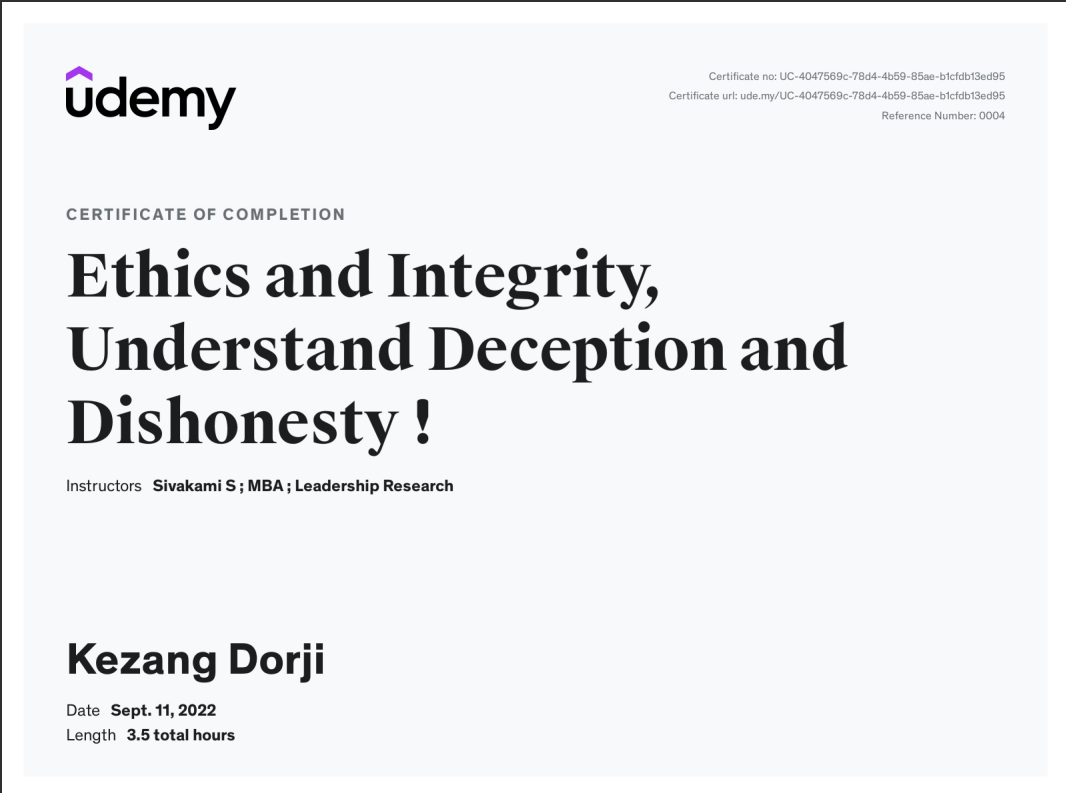 udemy
Certificate no: UC-4047569c-78d4-4b59-85ae-b1cfdb13ed95
Certificate url: ude.my/UC-4047569c-78d4-4b59-85ae-b1cfdb13ed95
Reference Number: 0004
CERTIFICATE OF COMPLETION
Ethics and Integrity,
Understand Deception and
Dishonesty !
Instructors Sivakami S ; MBA ; Leadership Research
Kezang Dorji
Date Sept. 11, 2022
Length 3.5 total hours